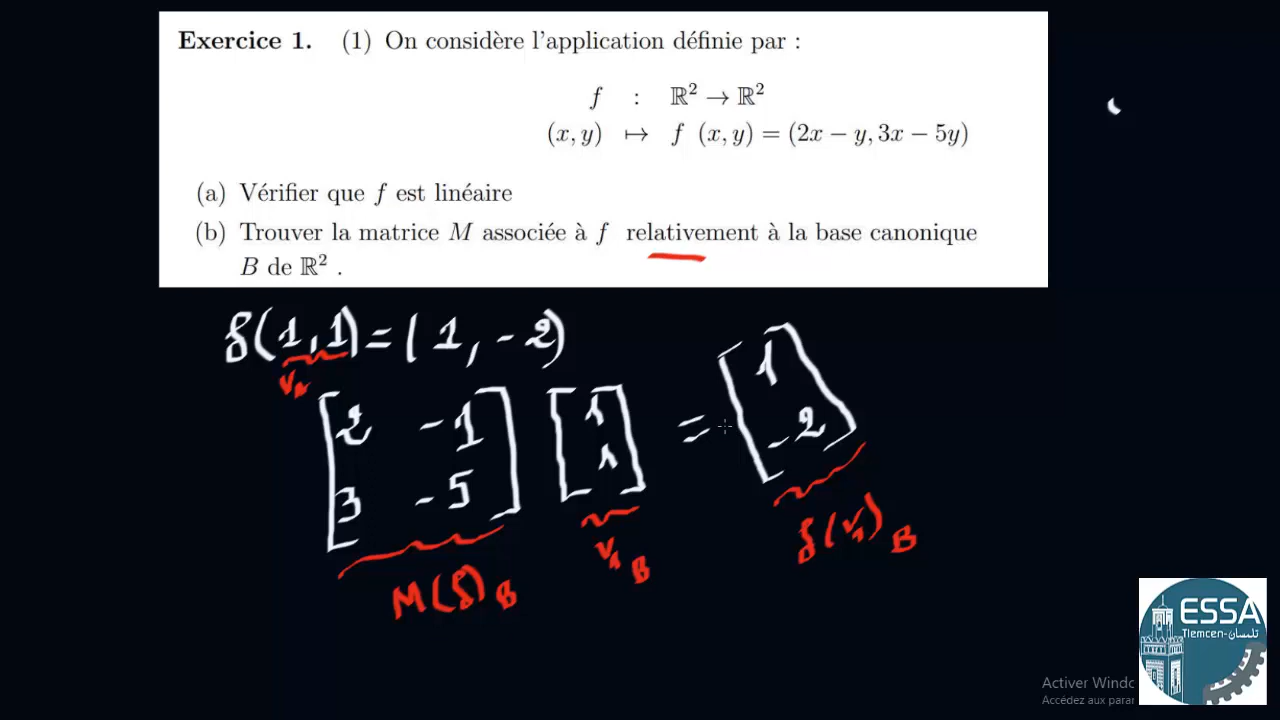 Exercice 1. (1) On considère l'application définie par :
f : ℝ² → ℝ²
(x, y) ↦ f (x, y) = (2x − y, 3x − 5y)
(a) Vérifier que f est linéaire
(b) Trouver la matrice M associée à f relativement à la base canonique
B de ℝ² .
f(1,1) = (1, -2)
v₁
[2 -1] [1] = [1]
[3 -5] [1] [-2]
M(f)B v₁B f(v₁)B
ESSA
Tlemcen-تلمسان
Activer Windo
Accédez aux parar